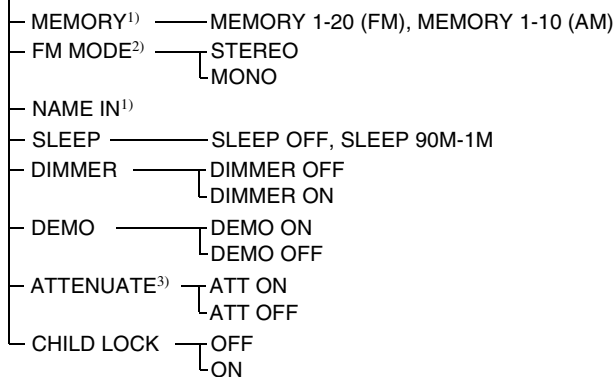 MEMORY1) MEMORY 1-20 (FM), MEMORY 1-10 (AM)
FM MODE2) STEREO
MONO
NAME IN1)
SLEEP SLEEP OFF, SLEEP 90M-1M
DIMMER DIMMER OFF
DIMMER ON
DEMO DEMO ON
DEMO OFF
ATTENUATE3) ATT ON
ATT OFF
CHILD LOCK OFF
ON